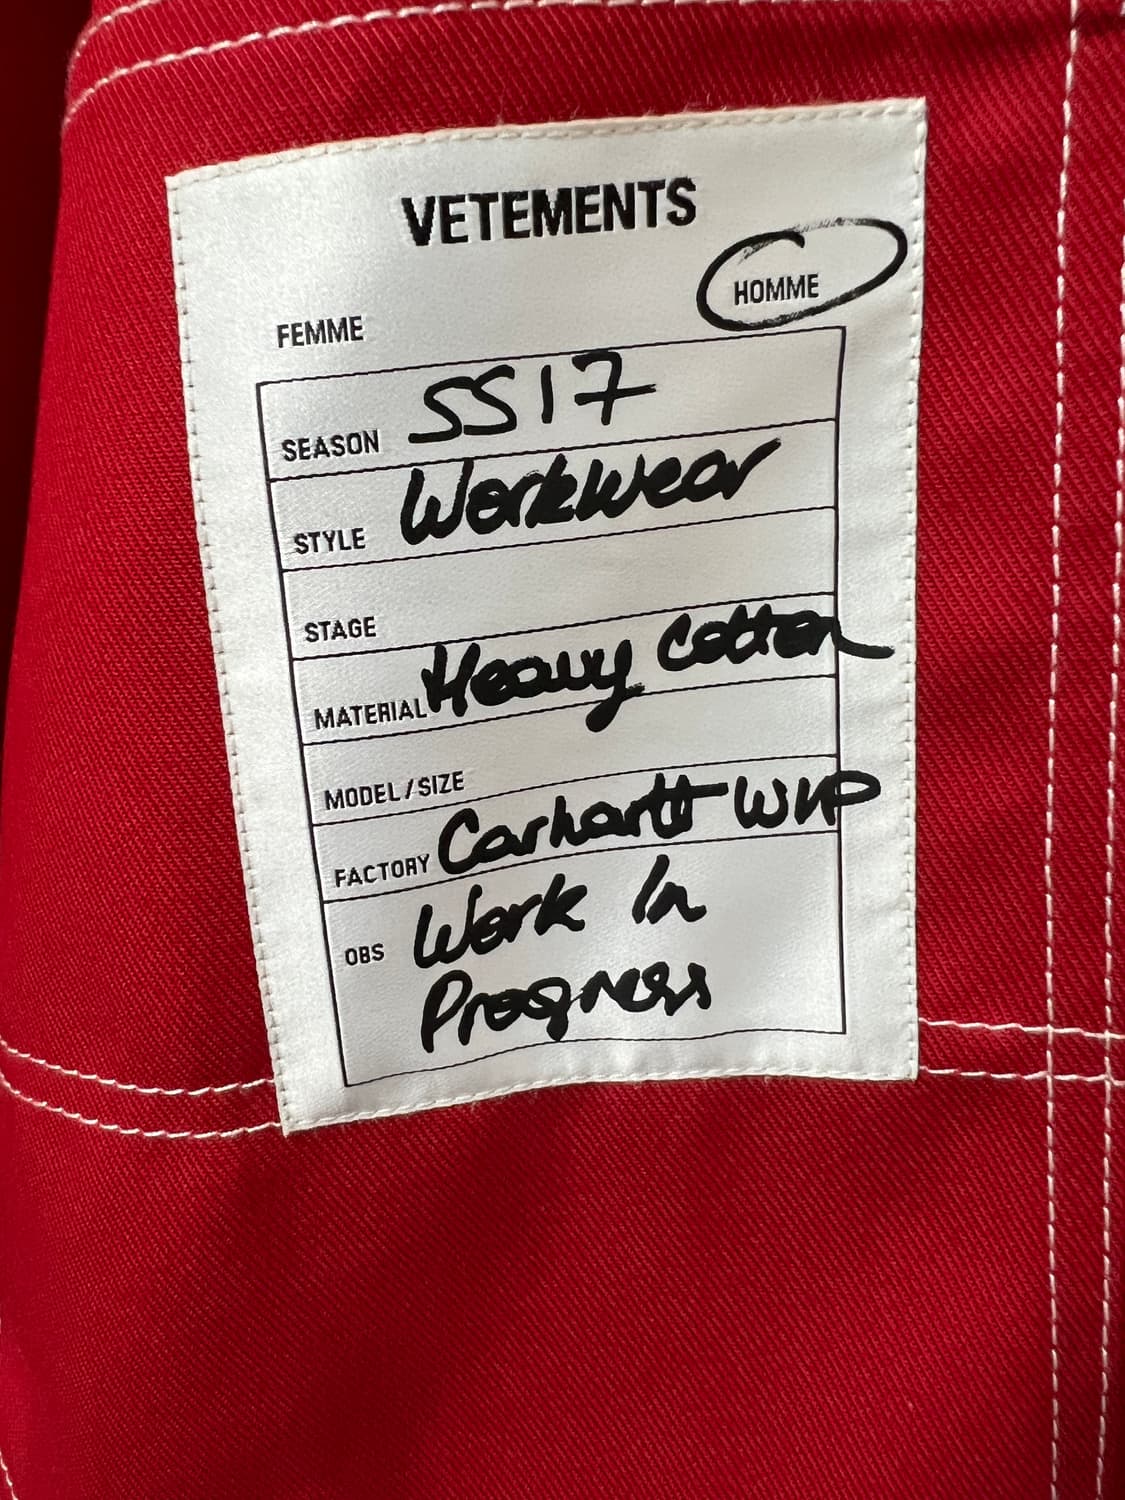 VETEMENTS
FEMME HOMME
SEASON SS17
STYLE WorkWear
STAGE
MATERIAL Heavy Cotton
MODEL / SIZE
FACTORY Carhartt WIP
OBS Work In
Progress